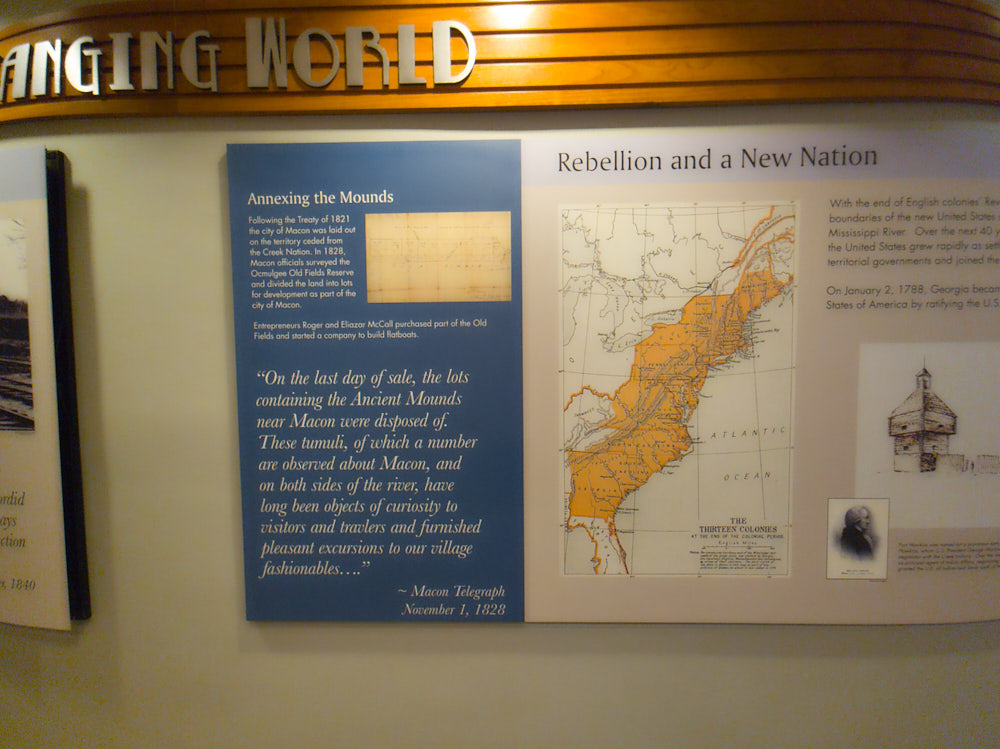 ANGING WORLD
Annexing the Mounds
Following the Treaty of 1821
the city of Macon was laid out
on the territory ceded from
the Creek Nation. In 1828,
Macon officials surveyed the
Ocmulgee Old Fields Reserve
and divided the land into lots
for development as part of the
city of Macon.
Entrepreneurs Roger and Eliazar McCall purchased part of the Old
Fields and started a company to build flatboats.
“On the last day of sale, the lots
containing the Ancient Mounds
near Macon were disposed of.
These tumuli, of which a number
are observed about Macon, and
on both sides of the river, have
long been objects of curiosity to
visitors and travlers and furnished
pleasant excursions to our village
fashionables....”
~ Macon Telegraph
November 1, 1828
Rebellion and a New Nation
With the end of English colonies' Rev
boundaries of the new United States
Mississippi River. Over the next 40 y
the United States grew rapidly as set
territorial governments and joined the
On January 2, 1788, Georgia becam
States of America by ratifying the U.S
ATLANTIC
OCEAN
THE
THIRTEEN COLONIES
AT THE END OF THE COLONIAL PERIOD.
English Miles
ordid
ays
ction
es, 1840